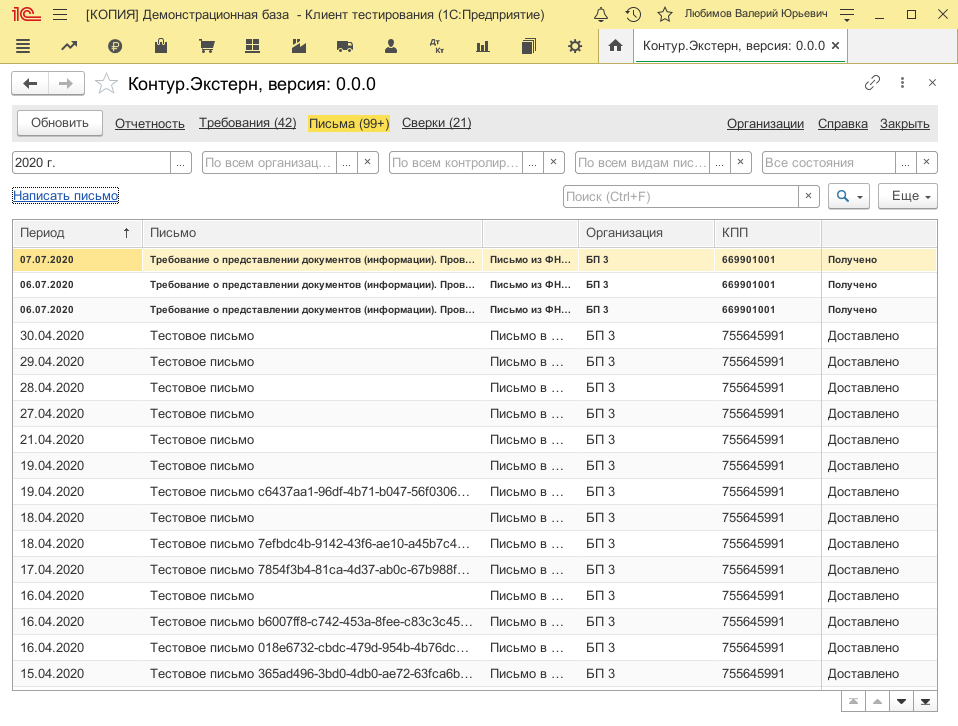 1С [КОПИЯ] Демонстрационная база - Клиент тестирования (1С:Предприятие) Любимов Валерий Юрьевич
Дт Кт Контур.Экстерн, версия: 0.0.0 ×
Контур.Экстерн, версия: 0.0.0
Обновить Отчетность Требования (42) Письма (99+) Сверки (21) Организации Справка Закрыть
2020 г. ... По всем организац... ... × По всем контролир... ... × По всем видам пис... ... × Все состояния ... ×
Написать письмо Поиск (Ctrl+F) × Еще
Период ↑ Письмо Организация КПП
07.07.2020 Требование о представлении документов (информации). Пров... Письмо из ФН... БП 3 669901001 Получено
06.07.2020 Требование о представлении документов (информации). Пров... Письмо из ФН... БП 3 669901001 Получено
06.07.2020 Требование о представлении документов (информации). Пров... Письмо из ФН... БП 3 669901001 Получено
30.04.2020 Тестовое письмо Письмо в ... БП 3 755645991 Доставлено
29.04.2020 Тестовое письмо Письмо в ... БП 3 755645991 Доставлено
28.04.2020 Тестовое письмо Письмо в ... БП 3 755645991 Доставлено
27.04.2020 Тестовое письмо Письмо в ... БП 3 755645991 Доставлено
21.04.2020 Тестовое письмо Письмо в ... БП 3 755645991 Доставлено
19.04.2020 Тестовое письмо Письмо в ... БП 3 755645991 Доставлено
19.04.2020 Тестовое письмо c6437aa1-96df-4b71-b047-56f0306... Письмо в ... БП 3 755645991 Доставлено
18.04.2020 Тестовое письмо Письмо в ... БП 3 755645991 Доставлено
18.04.2020 Тестовое письмо 7efbdc4b-9142-43f6-ae10-a45b7c4... Письмо в ... БП 3 755645991 Доставлено
17.04.2020 Тестовое письмо 7854f3b4-81ca-4d37-ab0c-67b988f... Письмо в ... БП 3 755645991 Доставлено
16.04.2020 Тестовое письмо Письмо в ... БП 3 755645991 Доставлено
16.04.2020 Тестовое письмо b6007ff8-c742-453a-8fee-c83c3c45... Письмо в ... БП 3 755645991 Доставлено
16.04.2020 Тестовое письмо 018e6732-cbdc-479d-954b-4b76dc... Письмо в ... БП 3 755645991 Доставлено
15.04.2020 Тестовое письмо 365ad496-3bd0-4db0-ae72-63fca6b... Письмо в ... БП 3 755645991 Доставлено